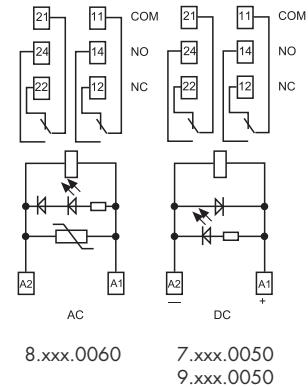 21 11 COM 21 11 COM
24 14 NO 24 14 NO
22 12 NC 22 12 NC
A2 A1 A2 A1
— +
AC DC
8.xxx.0060 7.xxx.0050
9.xxx.0050